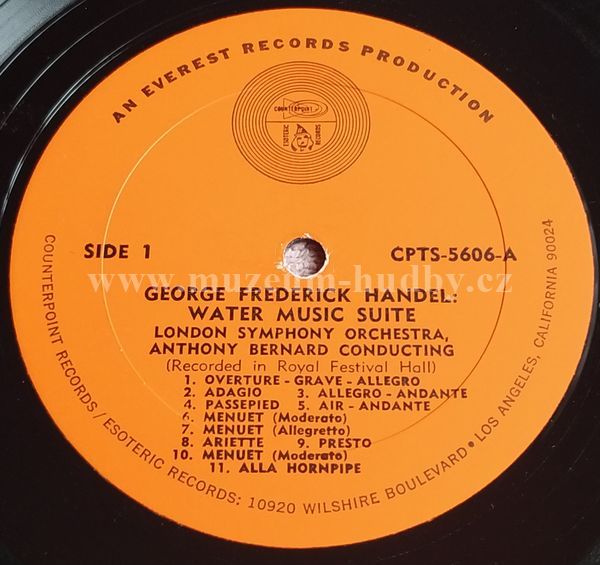 AN EVEREST RECORDS PRODUCTION
COUNTERPOINT
ESOTERIC RECORDS
SIDE 1
CPTS-5606-A
www.muzeum-hudby.cz
GEORGE FREDERICK HANDEL:
WATER MUSIC SUITE
LONDON SYMPHONY ORCHESTRA,
ANTHONY BERNARD CONDUCTING
(Recorded in Royal Festival Hall)
1. OVERTURE - GRAVE - ALLEGRO
2. ADAGIO 3. ALLEGRO - ANDANTE
4. PASSEPIED 5. AIR - ANDANTE
6. MENUET (Moderato)
7. MENUET (Allegretto)
8. ARIETTE 9. PRESTO
10. MENUET (Moderato)
11. ALLA HORNPIPE
COUNTERPOINT RECORDS / ESOTERIC RECORDS: 10920 WILSHIRE BOULEVARD • LOS ANGELES, CALIFORNIA 90024